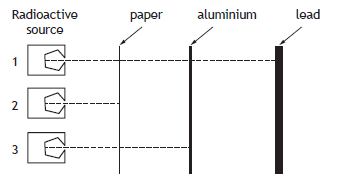 Radioactive source
paper
aluminium
lead
1
2
3